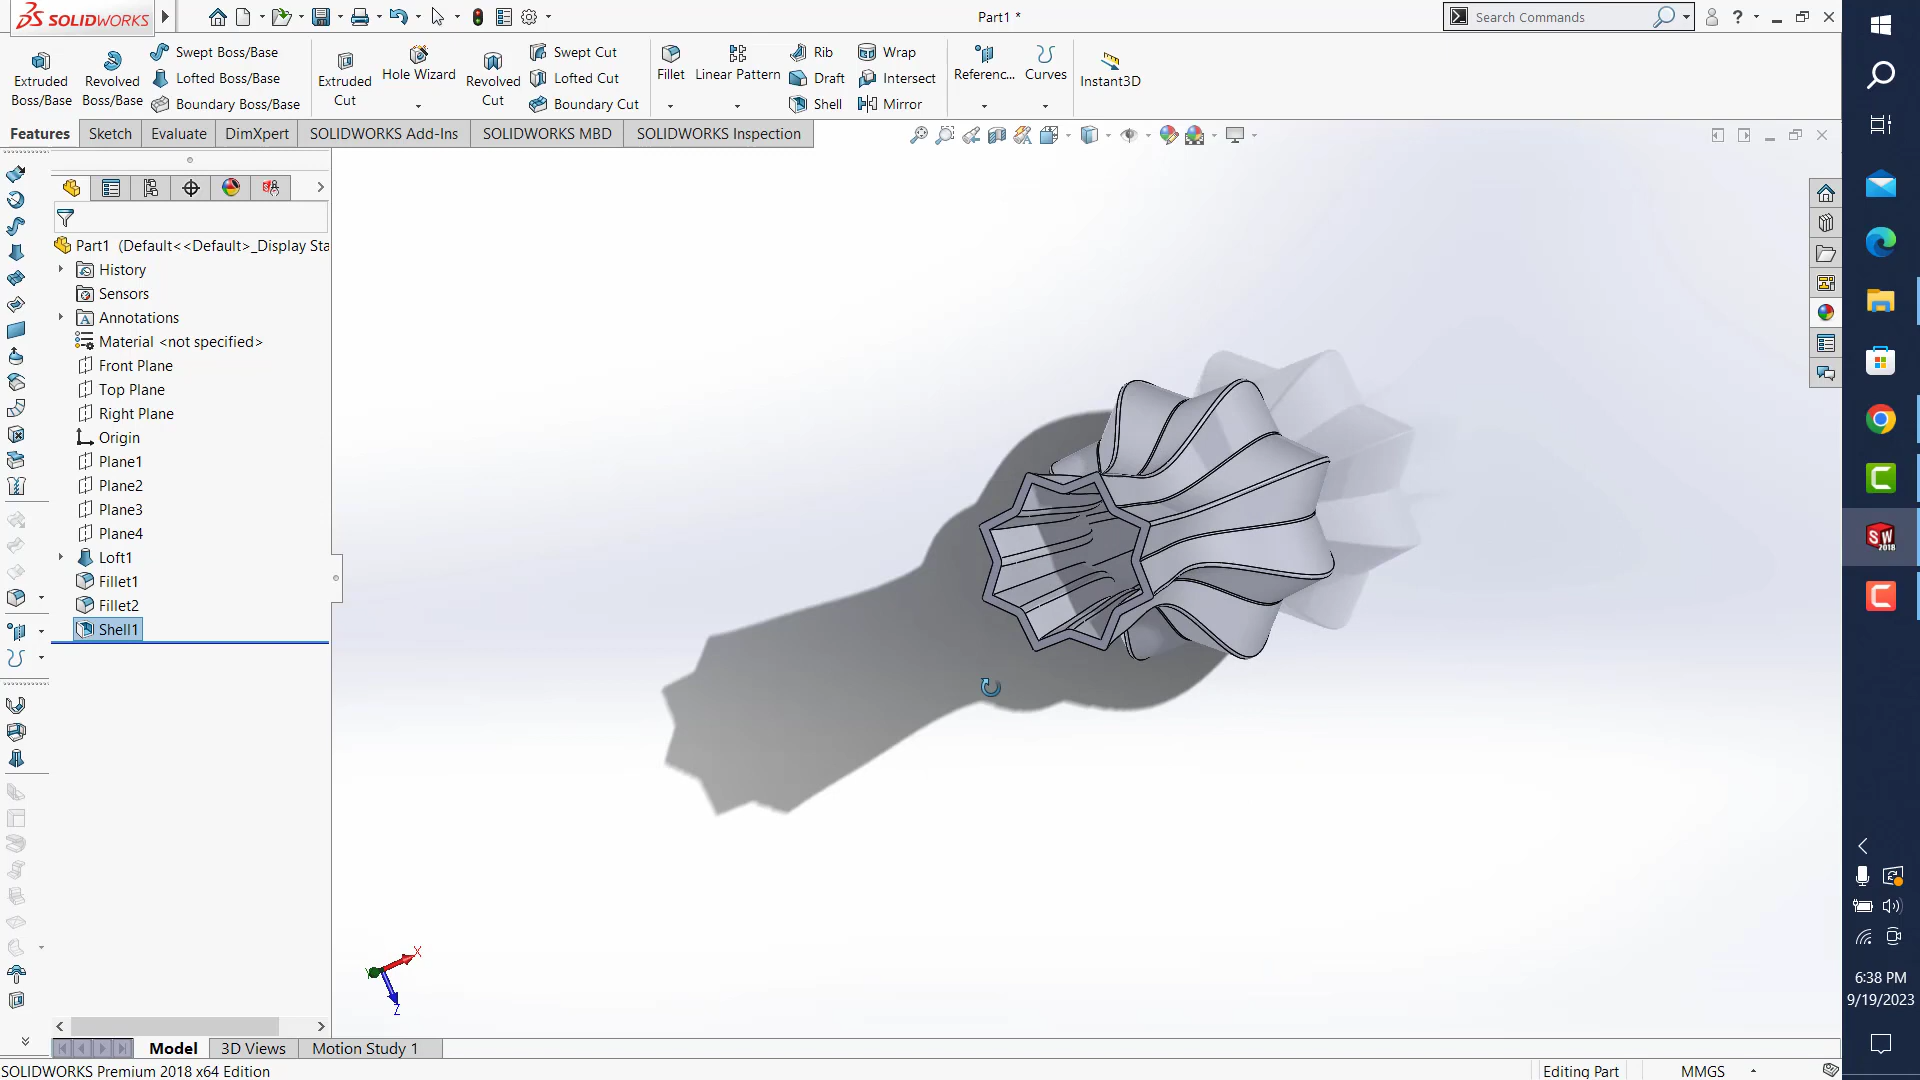 SOLIDWORKS
Part1 *
Search Commands
?
Extruded
Boss/Base
Revolved
Boss/Base
Swept Boss/Base
Lofted Boss/Base
Boundary Boss/Base
Extruded
Cut
Hole Wizard
Revolved
Cut
Swept Cut
Lofted Cut
Boundary Cut
Fillet
Linear Pattern
Rib
Draft
Shell
Wrap
Intersect
Mirror
Referenc...
Curves
Instant3D
Features
Sketch
Evaluate
DimXpert
SOLIDWORKS Add-Ins
SOLIDWORKS MBD
SOLIDWORKS Inspection
Part1 (Default<<Default>_Display Sta
History
Sensors
Annotations
Material <not specified>
Front Plane
Top Plane
Right Plane
Origin
Plane1
Plane2
Plane3
Plane4
Loft1
Fillet1
Fillet2
Shell1
X
Y
Z
Model
3D Views
Motion Study 1
SOLIDWORKS Premium 2018 x64 Edition
Editing Part
MMGS
SW
2018
6:38 PM
9/19/2023